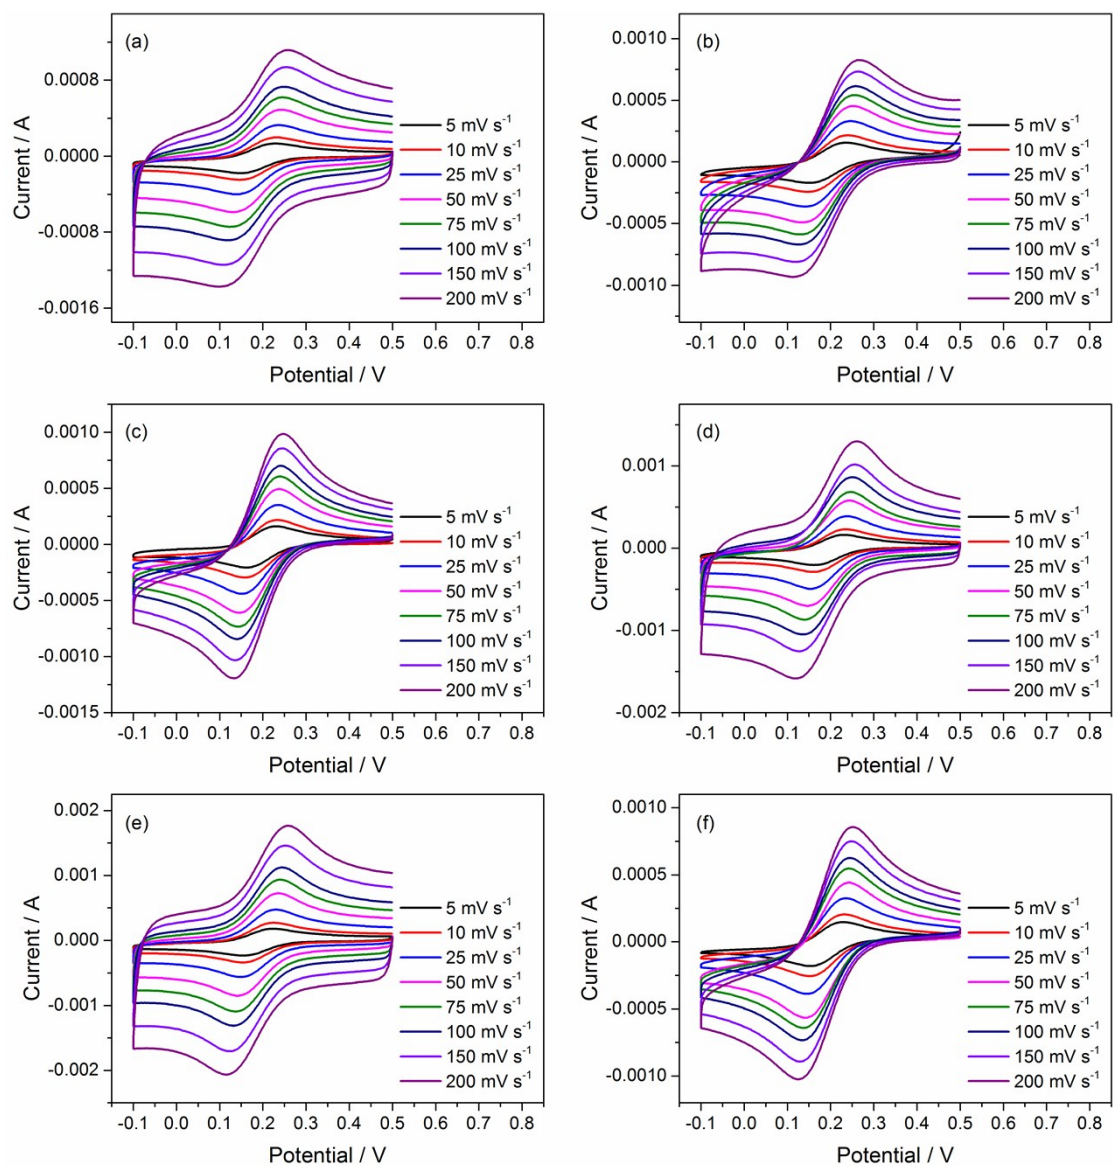 (a)
0.0008
0.0000
-0.0008
-0.0016
Current / A
5 mV s⁻¹
10 mV s⁻¹
25 mV s⁻¹
50 mV s⁻¹
75 mV s⁻¹
100 mV s⁻¹
150 mV s⁻¹
200 mV s⁻¹
-0.1 0.0 0.1 0.2 0.3 0.4 0.5 0.6 0.7 0.8
Potential / V
(b)
0.0010
0.0005
0.0000
-0.0005
-0.0010
Current / A
5 mV s⁻¹
10 mV s⁻¹
25 mV s⁻¹
50 mV s⁻¹
75 mV s⁻¹
100 mV s⁻¹
150 mV s⁻¹
200 mV s⁻¹
-0.1 0.0 0.1 0.2 0.3 0.4 0.5 0.6 0.7 0.8
Potential / V
(c)
0.0010
0.0005
0.0000
-0.0005
-0.0010
-0.0015
Current / A
5 mV s⁻¹
10 mV s⁻¹
25 mV s⁻¹
50 mV s⁻¹
75 mV s⁻¹
100 mV s⁻¹
150 mV s⁻¹
200 mV s⁻¹
-0.1 0.0 0.1 0.2 0.3 0.4 0.5 0.6 0.7 0.8
Potential / V
(d)
0.001
0.000
-0.001
-0.002
Current / A
5 mV s⁻¹
10 mV s⁻¹
25 mV s⁻¹
50 mV s⁻¹
75 mV s⁻¹
100 mV s⁻¹
150 mV s⁻¹
200 mV s⁻¹
-0.1 0.0 0.1 0.2 0.3 0.4 0.5 0.6 0.7 0.8
Potential / V
(e)
0.002
0.001
0.000
-0.001
-0.002
Current / A
5 mV s⁻¹
10 mV s⁻¹
25 mV s⁻¹
50 mV s⁻¹
75 mV s⁻¹
100 mV s⁻¹
150 mV s⁻¹
200 mV s⁻¹
-0.1 0.0 0.1 0.2 0.3 0.4 0.5 0.6 0.7 0.8
Potential / V
(f)
0.0010
0.0005
0.0000
-0.0005
-0.0010
Current / A
5 mV s⁻¹
10 mV s⁻¹
25 mV s⁻¹
50 mV s⁻¹
75 mV s⁻¹
100 mV s⁻¹
150 mV s⁻¹
200 mV s⁻¹
-0.1 0.0 0.1 0.2 0.3 0.4 0.5 0.6 0.7 0.8
Potential / V